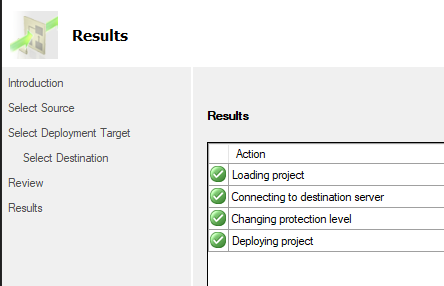 Results
Introduction
Select Source
Select Deployment Target
Select Destination
Review
Results
Results
Action
Loading project
Connecting to destination server
Changing protection level
Deploying project